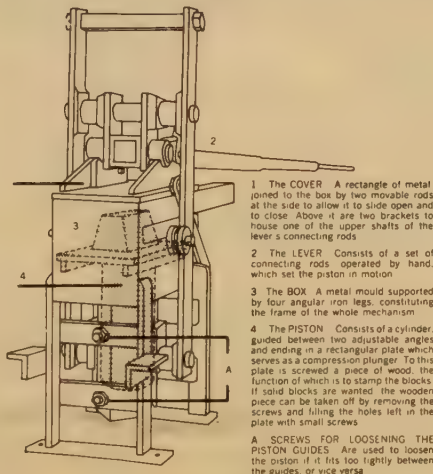 2
3
4
A
1 The COVER A rectangle of metal
joined to the box by two movable rods
at the side to allow it to slide open and
to close Above it are two brackets to
house one of the upper shafts of the
lever s connecting rods
2 The LEVER Consists of a set of
connecting rods operated by hand,
which set the piston in motion
3 The BOX A metal mould supported
by four angular iron legs, constituting
the frame of the whole mechanism
4 The PISTON Consists of a cylinder,
guided between two adjustable angles
and ending in a rectangular plate which
serves as a compression plunger To this
plate is screwed a piece of wood, the
function of which is to stamp the blocks
If solid blocks are wanted the wooden
piece can be taken off by removing the
screws and filling the holes left in the
plate with small screws
A SCREWS FOR LOOSENING THE
PISTON GUIDES Are used to loosen
the piston if it fits too tightly between
the guides, or vice versa